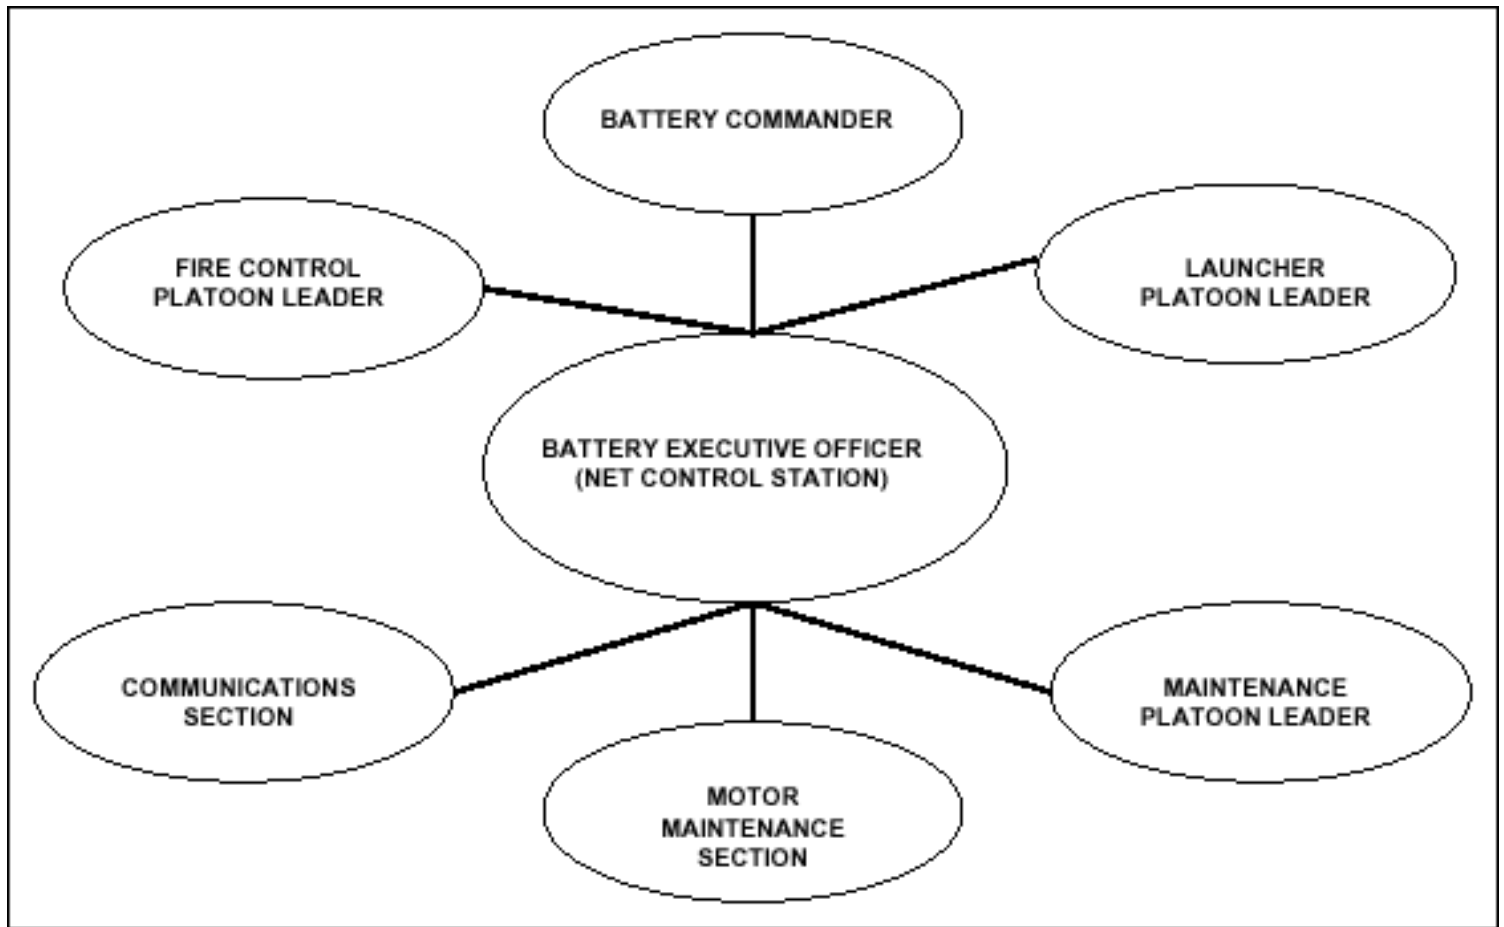 BATTERY COMMANDER
FIRE CONTROL
PLATOON LEADER
LAUNCHER
PLATOON LEADER
BATTERY EXECUTIVE OFFICER
(NET CONTROL STATION)
COMMUNICATIONS
SECTION
MAINTENANCE
PLATOON LEADER
MOTOR
MAINTENANCE
SECTION